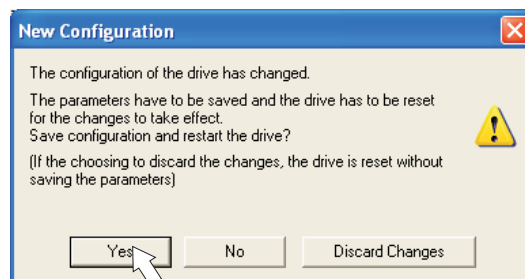 New Configuration
The configuration of the drive has changed.
The parameters have to be saved and the drive has to be reset
for the changes to take effect.
Save configuration and restart the drive?
(If the choosing to discard the changes, the drive is reset without
saving the parameters)
Yes No Discard Changes